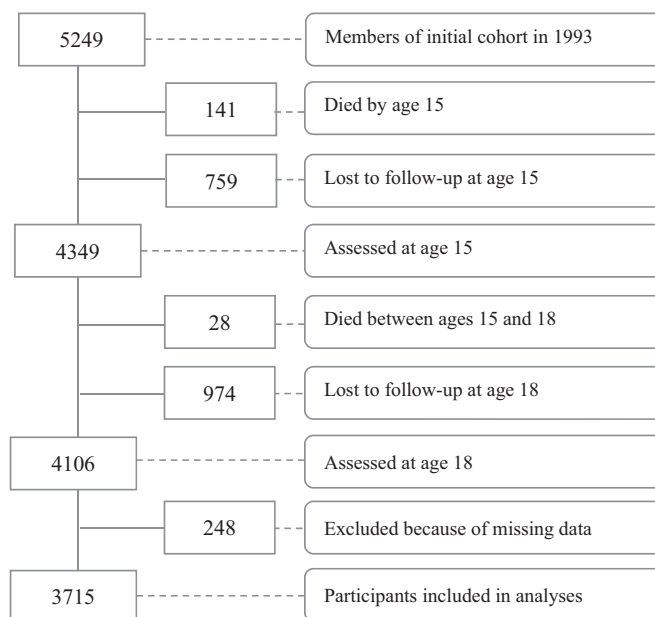 5249 Members of initial cohort in 1993
141 Died by age 15
759 Lost to follow-up at age 15
4349 Assessed at age 15
28 Died between ages 15 and 18
974 Lost to follow-up at age 18
4106 Assessed at age 18
248 Excluded because of missing data
3715 Participants included in analyses